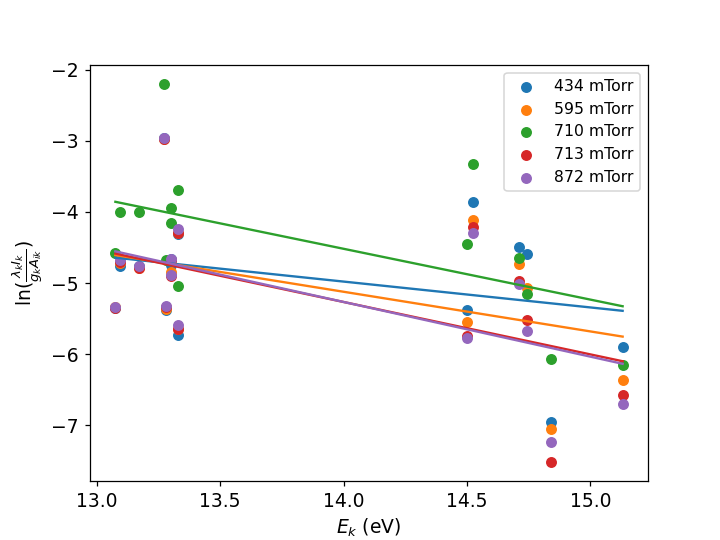 −2
−3
−4
−5
−6
−7
ln(λₖIₖ/gₖAᵢₖ)
434 mTorr
595 mTorr
710 mTorr
713 mTorr
872 mTorr
13.0 13.5 14.0 14.5 15.0
Eₖ (eV)